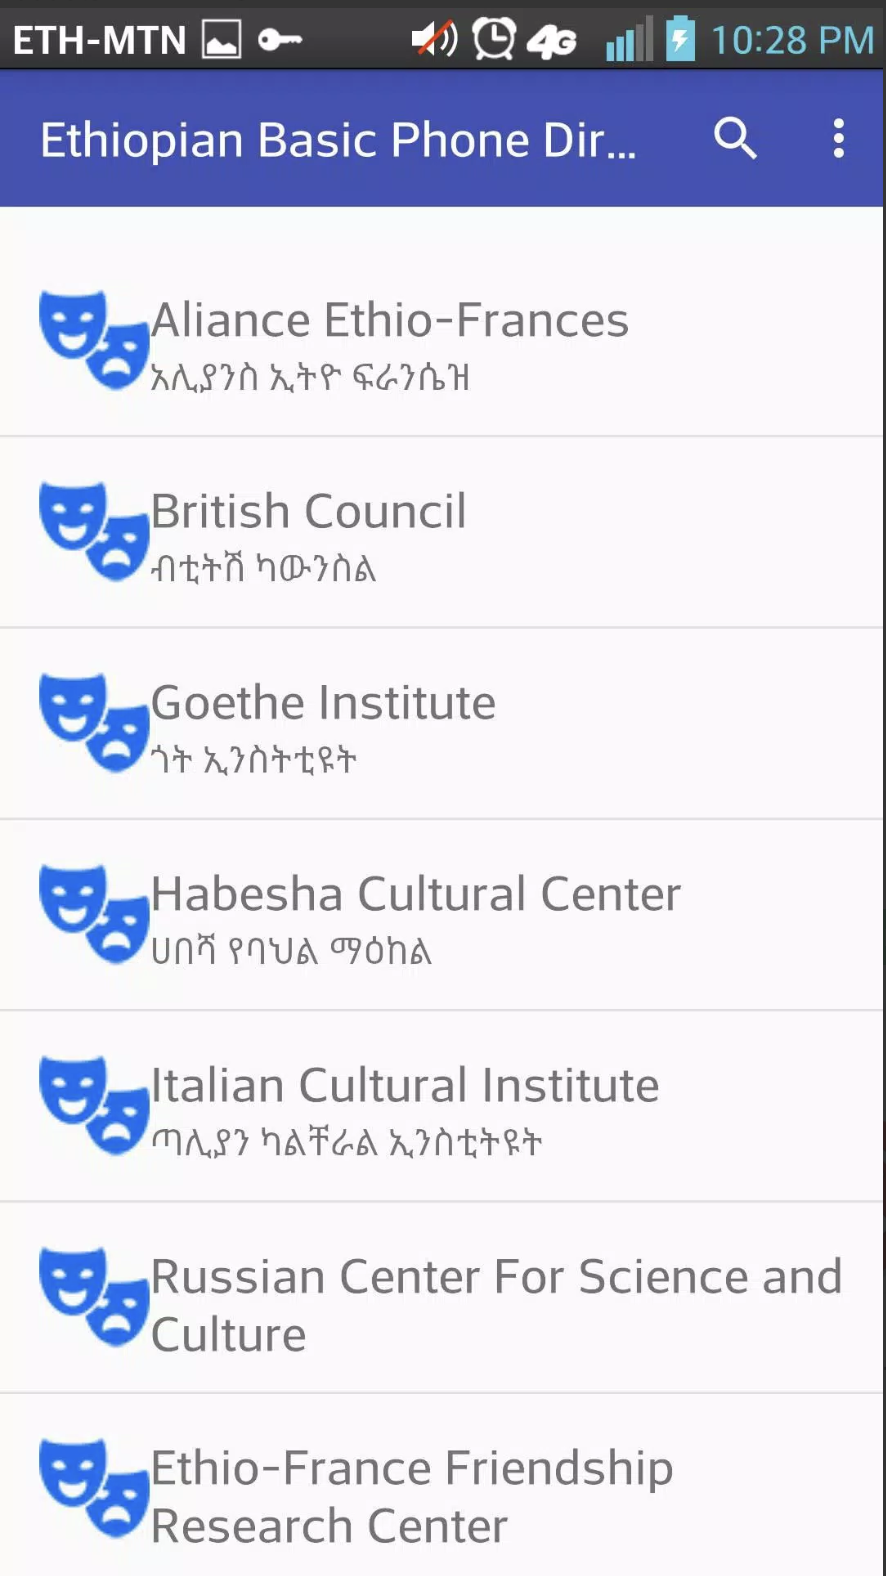 ETH-MTN 4G 10:28 PM
Ethiopian Basic Phone Dir...
Aliance Ethio-Frances
አሊያንስ ኢትዮ ፍራንሴዝ
British Council
ብቲትሽ ካውንስል
Goethe Institute
ጎት ኢንስትቲዩት
Habesha Cultural Center
ሀበሻ የባህል ማዕከል
Italian Cultural Institute
ጣሊያን ካልቸራል ኢንስቲትዩት
Russian Center For Science and
Culture
Ethio-France Friendship
Research Center